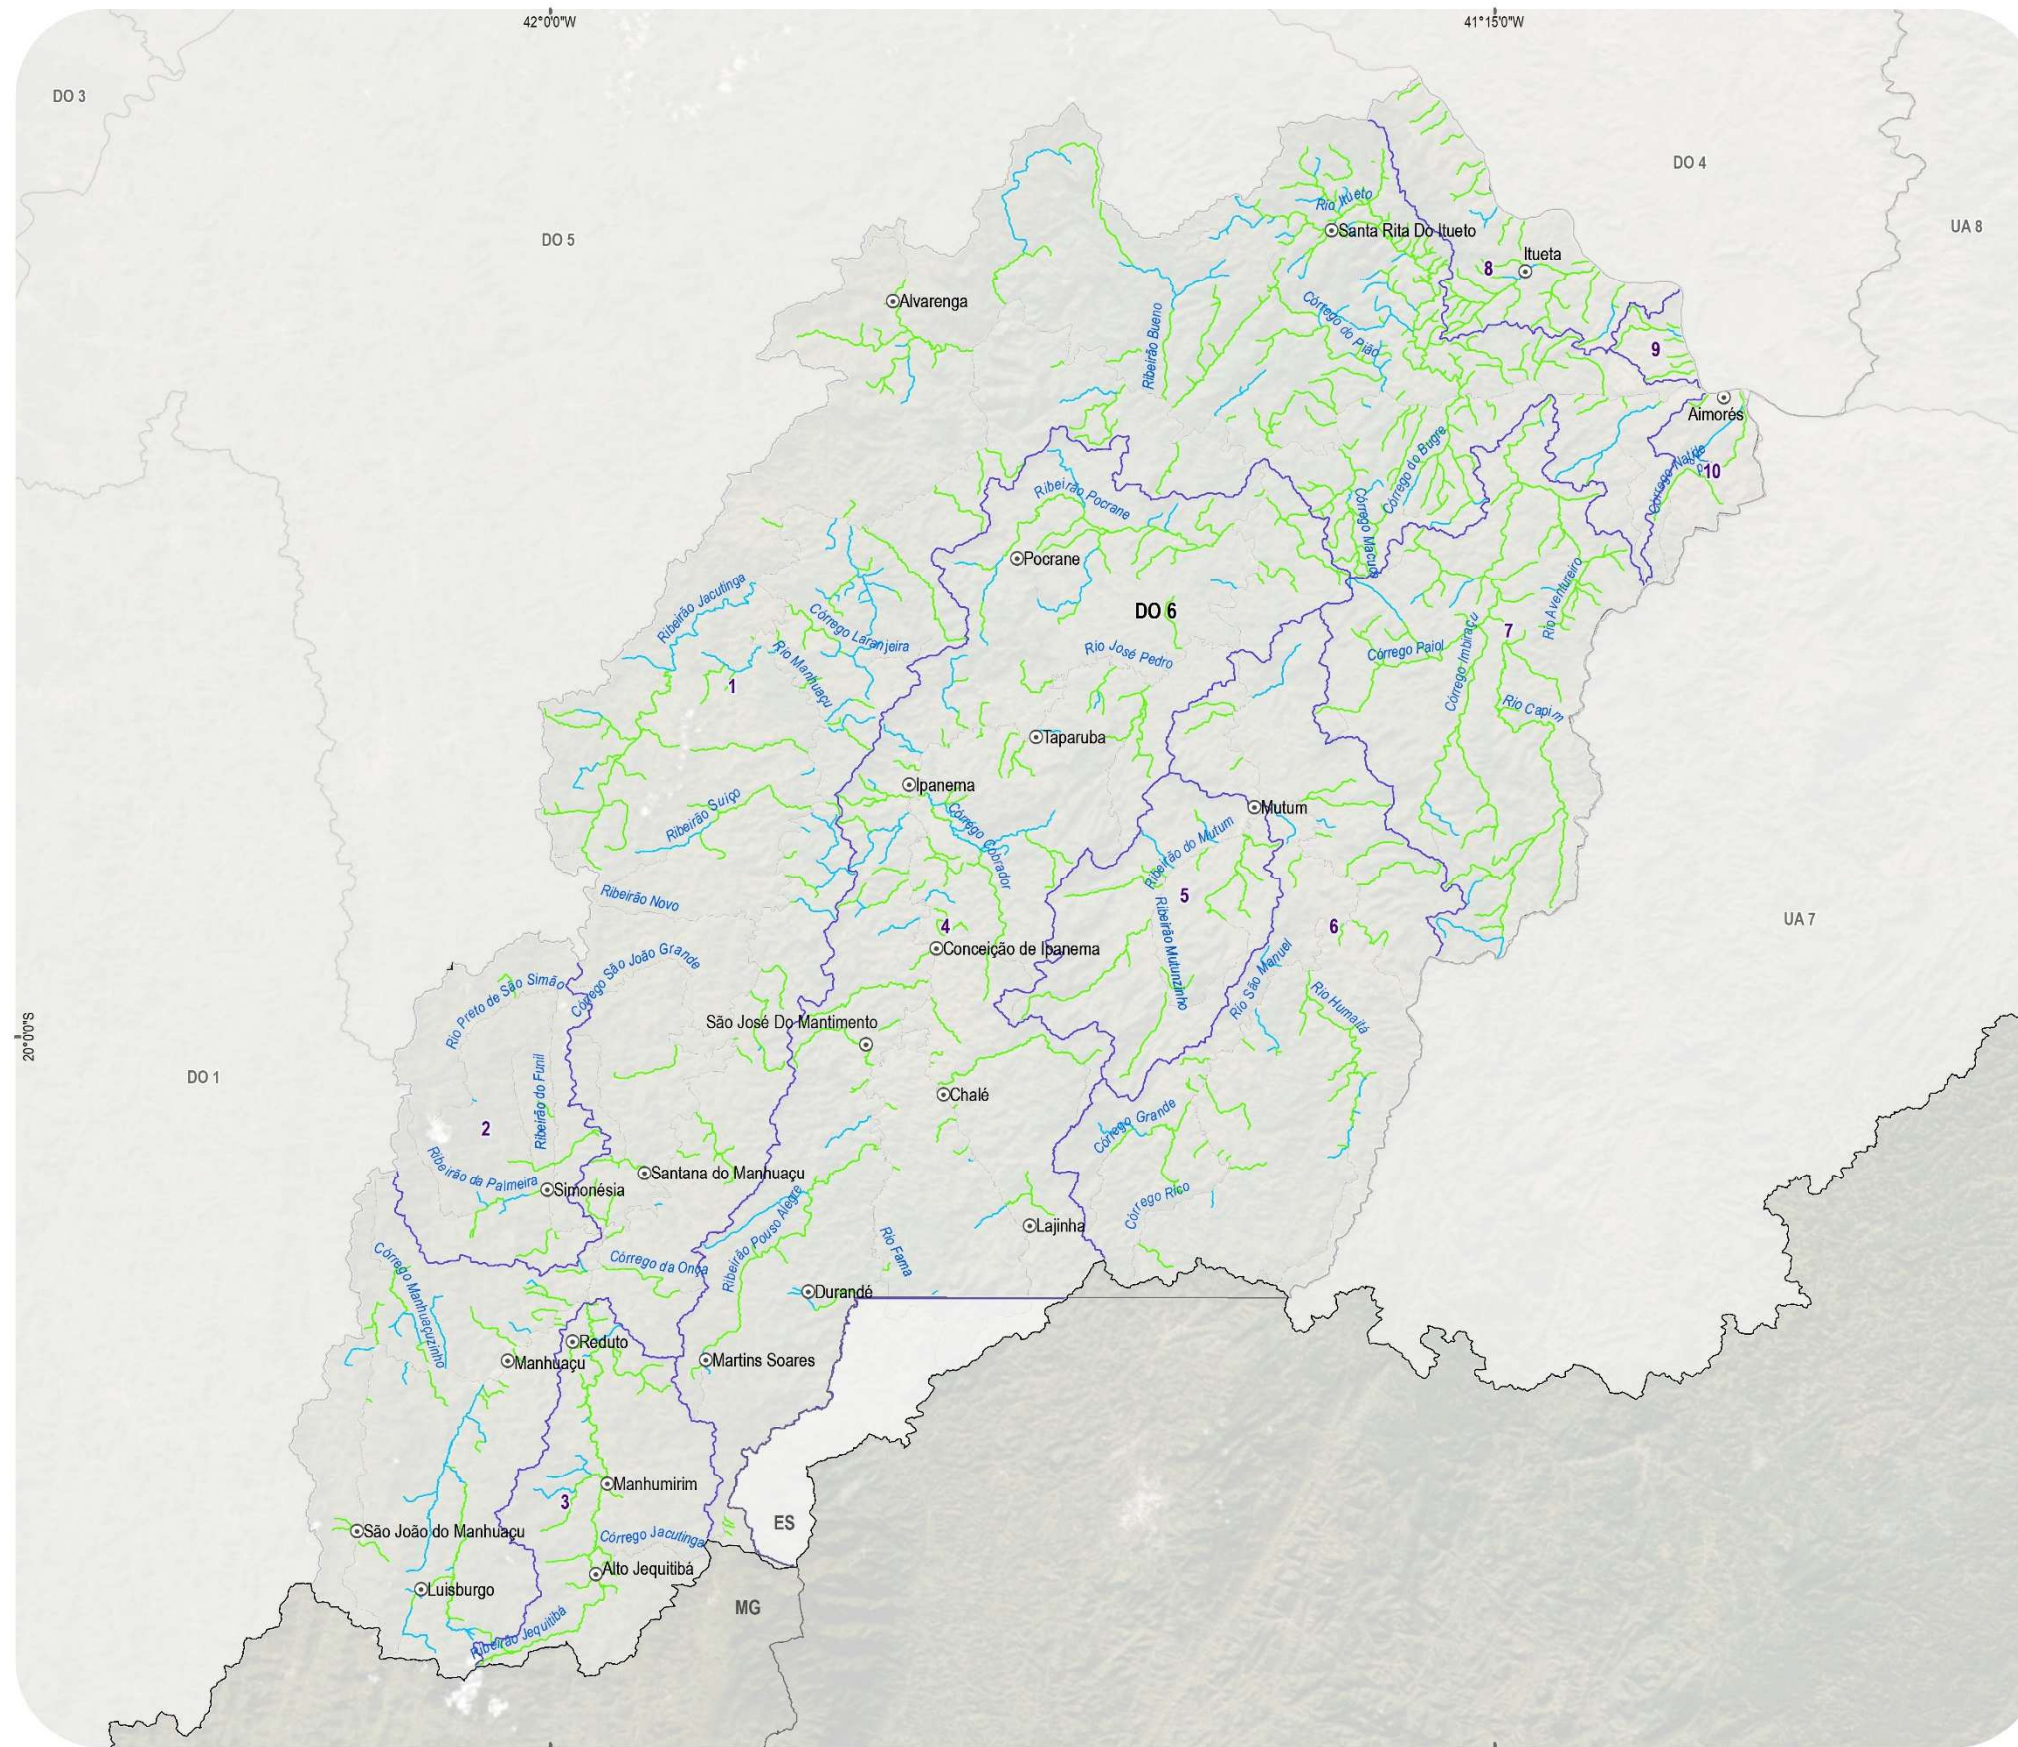 42°0'0"W
41°15'0"W
DO 3
DO 4
UA 8
DO 5
Rio Itueto
Santa Rita Do Itueto
Itueta
8
Alvarenga
Ribeirão Bueno
Córrego do Pião
9
Aimorés
Córrego do Bugre
Córrego Natde
10
Ribeirão Pocrane
Córrego Macuco
Pocrane
Ribeirão Jacutinga
Córrego Laranjeira
DO 6
Rio Aventureiro
7
Rio José Pedro
Córrego Paiol
Córrego Imbiraçu
Rio Manhuaçu
1
Rio Capim
Taparuba
Ipanema
Ribeirão Suiço
Mutum
Córrego Cobrador
Ribeirão do Mutum
5
Ribeirão Novo
4
6
UA 7
Ribeirão Mutunzinho
Conceição de Ipanema
Córrego São João Grande
Rio Preto de São Simão
Rio São Manuel
Rio Humaitá
São José Do Mantimento
20°0'0"S
DO 1
Ribeirão do Funil
Chalé
2
Córrego Grande
Ribeirão da Palmeira
Santana do Manhuaçu
Simonésia
Córrego Rico
Ribeirão Pouso Alegre
Lajinha
Rio Fama
Córrego da Onça
Córrego Manhuaçuzinho
Durandé
Reduto
Manhuaçu
Martins Soares
Manhumirim
3
ES
São João do Manhuaçu
Córrego Jacutinga
Alto Jequitibá
Luisburgo
MG
Ribeirão Jequitibá